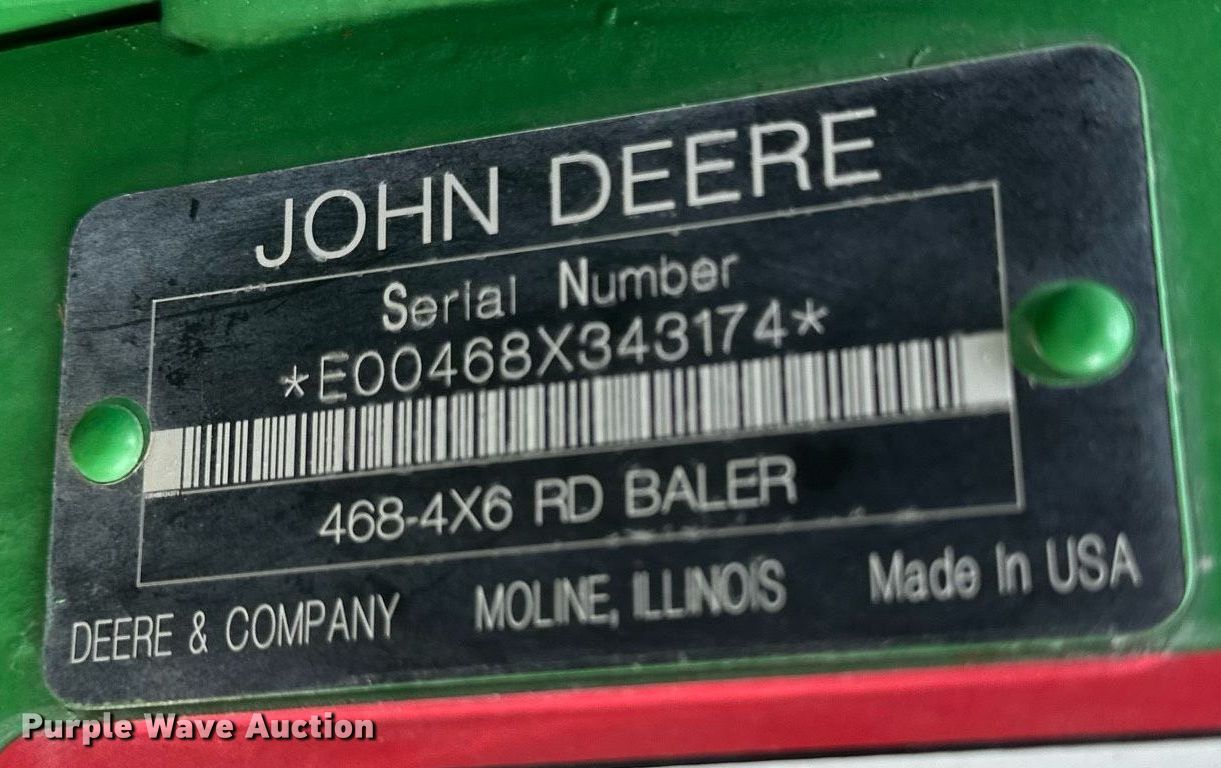 JOHN DEERE
Serial Number
*E00468X343174*
468-4X6 RD BALER
DEERE & COMPANY MOLINE, ILLINOIS Made In USA
Purple Wave Auction